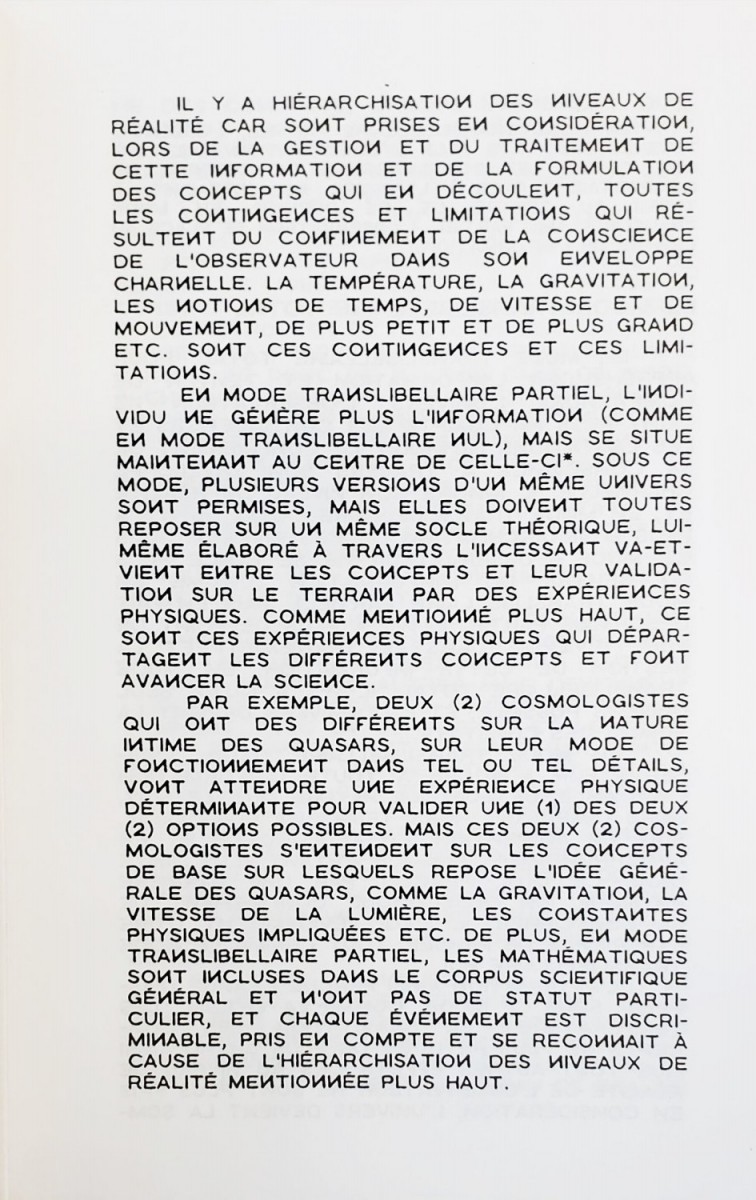 IL Y A HIÉRARCHISATION DES NIVEAUX DE
RÉALITÉ CAR SONT PRISES EN CONSIDÉRATION,
LORS DE LA GESTION ET DU TRAITEMENT DE
CETTE INFORMATION ET DE LA FORMULATION
DES CONCEPTS QUI EN DÉCOULENT, TOUTES
LES CONTINGENCES ET LIMITATIONS QUI RÉ-
SULTENT DU CONFINEMENT DE LA CONSCIENCE
DE L'OBSERVATEUR DANS SON ENVELOPPE
CHARNELLE. LA TEMPÉRATURE, LA GRAVITATION,
LES NOTIONS DE TEMPS, DE VITESSE ET DE
MOUVEMENT, DE PLUS PETIT ET DE PLUS GRAND
ETC. SONT CES CONTINGENCES ET CES LIMI-
TATIONS.
EN MODE TRANSLIBELLAIRE PARTIEL, L'INDI-
VIDU NE GÉNÈRE PLUS L'INFORMATION (COMME
EN MODE TRANSLIBELLAIRE NUL), MAIS SE SITUE
MAINTENANT AU CENTRE DE CELLE-CI*. SOUS CE
MODE, PLUSIEURS VERSIONS D'UN MÊME UNIVERS
SONT PERMISES, MAIS ELLES DOIVENT TOUTES
REPOSER SUR UN MÊME SOCLE THÉORIQUE, LUI-
MÊME ÉLABORÉ À TRAVERS L'INCESSANT VA-ET-
VIENT ENTRE LES CONCEPTS ET LEUR VALIDA-
TION SUR LE TERRAIN PAR DES EXPÉRIENCES
PHYSIQUES. COMME MENTIONNÉ PLUS HAUT, CE
SONT CES EXPÉRIENCES PHYSIQUES QUI DÉPAR-
TAGENT LES DIFFÉRENTS CONCEPTS ET FONT
AVANCER LA SCIENCE.
PAR EXEMPLE, DEUX (2) COSMOLOGISTES
QUI ONT DES DIFFÉRENTS SUR LA NATURE
INTIME DES QUASARS, SUR LEUR MODE DE
FONCTIONNEMENT DANS TEL OU TEL DÉTAILS,
VONT ATTENDRE UNE EXPÉRIENCE PHYSIQUE
DÉTERMINANTE POUR VALIDER UNE (1) DES DEUX
(2) OPTIONS POSSIBLES. MAIS CES DEUX (2) COS-
MOLOGISTES S'ENTENDENT SUR LES CONCEPTS
DE BASE SUR LESQUELS REPOSE L'IDÉE GÉNÉ-
RALE DES QUASARS, COMME LA GRAVITATION, LA
VITESSE DE LA LUMIÈRE, LES CONSTANTES
PHYSIQUES IMPLIQUÉES ETC. DE PLUS, EN MODE
TRANSLIBELLAIRE PARTIEL, LES MATHÉMATIQUES
SONT INCLUSES DANS LE CORPUS SCIENTIFIQUE
GÉNÉRAL ET N'ONT PAS DE STATUT PARTI-
CULIER, ET CHAQUE ÉVÉNEMENT EST DISCRI-
MINABLE, PRIS EN COMPTE ET SE RECONNAIT À
CAUSE DE L'HIÉRARCHISATION DES NIVEAUX DE
RÉALITÉ MENTIONNÉE PLUS HAUT.